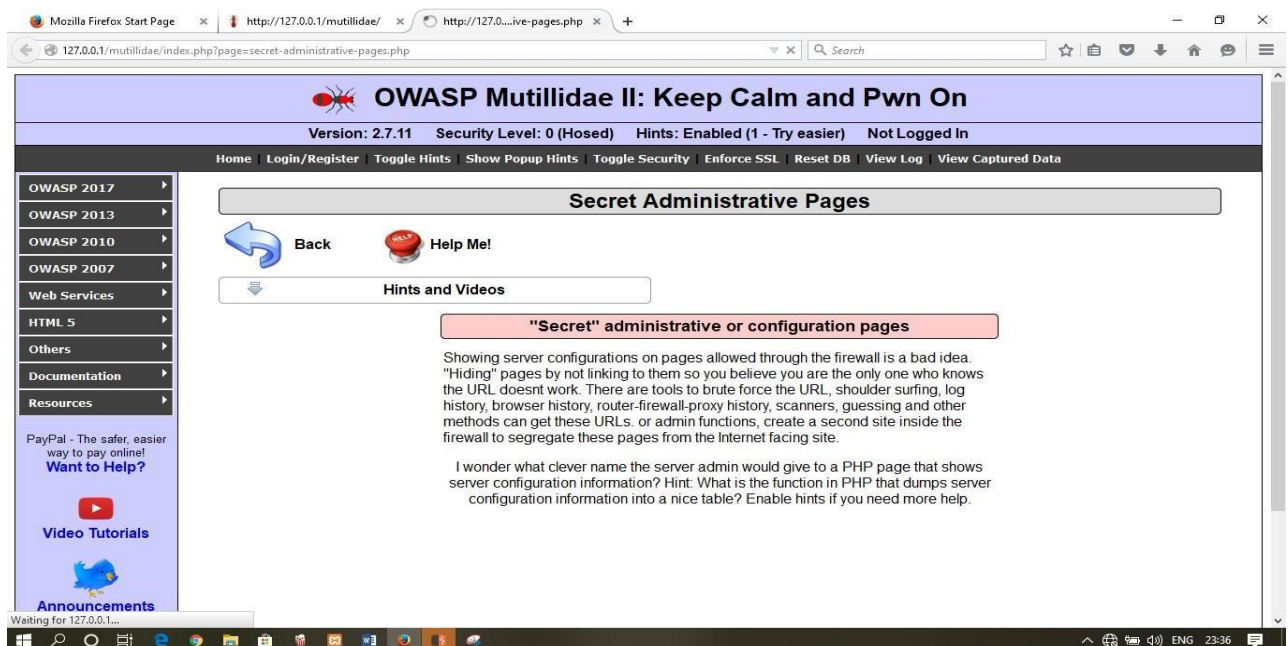 Mozilla Firefox Start Page
http://127.0.0.1/mutillidae/
http://127.0....ive-pages.php
127.0.0.1/mutillidae/index.php?page=secret-administrative-pages.php
Search
OWASP Mutillidae II: Keep Calm and Pwn On
Version: 2.7.11 Security Level: 0 (Hosed) Hints: Enabled (1 - Try easier) Not Logged In
Home | Login/Register | Toggle Hints | Show Popup Hints | Toggle Security | Enforce SSL | Reset DB | View Log | View Captured Data
OWASP 2017
OWASP 2013
OWASP 2010
OWASP 2007
Web Services
HTML 5
Others
Documentation
Resources
PayPal - The safer, easier
way to pay online!
Want to Help?
Video Tutorials
Announcements
Secret Administrative Pages
Back
HELP
Help Me!
Hints and Videos
"Secret" administrative or configuration pages
Showing server configurations on pages allowed through the firewall is a bad idea.
"Hiding" pages by not linking to them so you believe you are the only one who knows
the URL doesnt work. There are tools to brute force the URL, shoulder surfing, log
history, browser history, router-firewall-proxy history, scanners, guessing and other
methods can get these URLs. or admin functions, create a second site inside the
firewall to segregate these pages from the Internet facing site.
I wonder what clever name the server admin would give to a PHP page that shows
server configuration information? Hint: What is the function in PHP that dumps server
configuration information into a nice table? Enable hints if you need more help.
Waiting for 127.0.0.1...
ENG 23:36